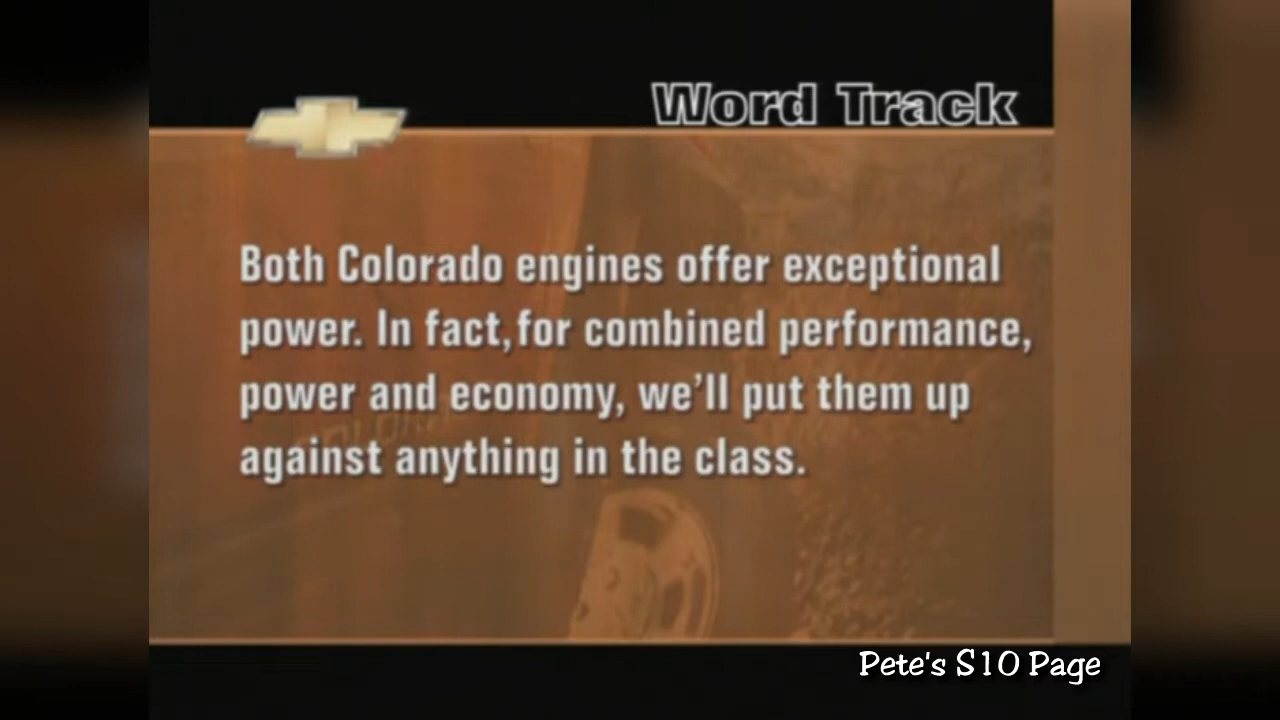 Word Track
Both Colorado engines offer exceptional
power. In fact, for combined performance,
power and economy, we'll put them up
against anything in the class.
Pete's S10 Page